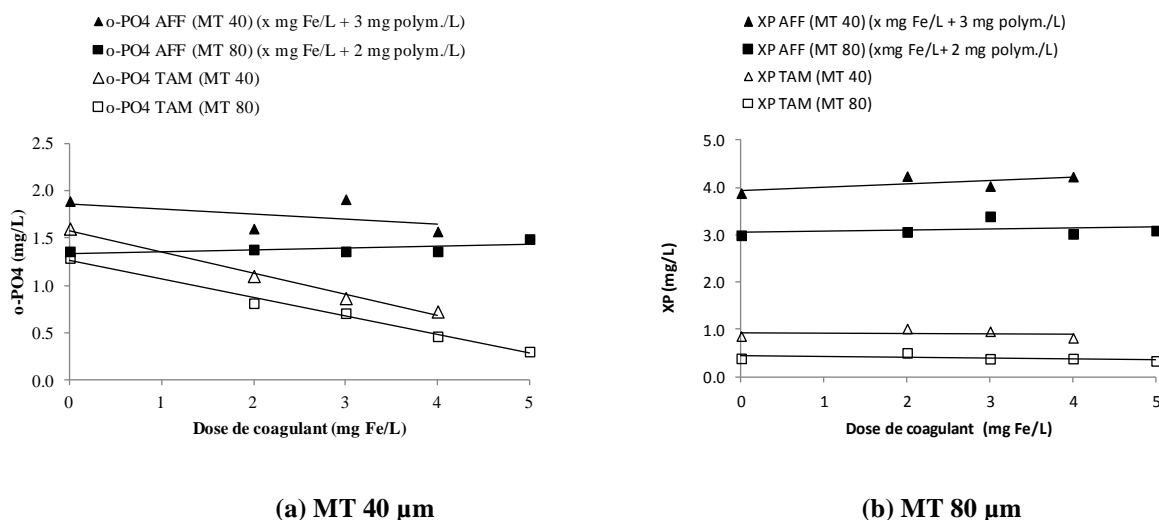 o-PO4 AFF (MT 40) (x mg Fe/L + 3 mg polym./L)
o-PO4 AFF (MT 80) (x mg Fe/L + 2 mg polym./L)
o-PO4 TAM (MT 40)
o-PO4 TAM (MT 80)
2.5
2.0
1.5
1.0
0.5
0.0
o-PO4 (mg/L)
0 1 2 3 4 5
Dose de coagulant (mg Fe/L)
(a) MT 40 µm
XP AFF (MT 40) (x mg Fe/L + 3 mg polym./L)
XP AFF (MT 80) (xmg Fe/L+ 2 mg polym./L)
XP TAM (MT 40)
XP TAM (MT 80)
5.0
4.0
3.0
2.0
1.0
0.0
XP (mg/L)
0 1 2 3 4 5
Dose de coagulant (mg Fe/L)
(b) MT 80 µm